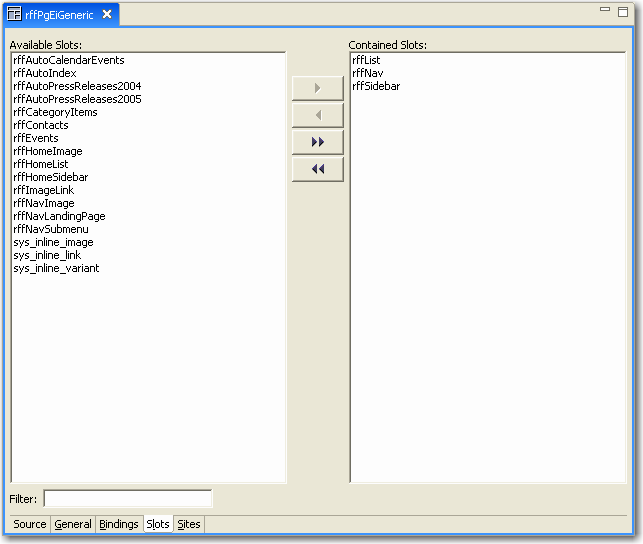 rffPgEiGeneric
Available Slots:
rffAutoCalendarEvents
rffAutoIndex
rffAutoPressReleases2004
rffAutoPressReleases2005
rffCategoryItems
rffContacts
rffEvents
rffHomeImage
rffHomeList
rffHomeSidebar
rffImageLink
rffNavImage
rffNavLandingPage
rffNavSubmenu
sys_inline_image
sys_inline_link
sys_inline_variant
Contained Slots:
rffList
rffNav
rffSidebar
Filter:
Source General Bindings Slots Sites